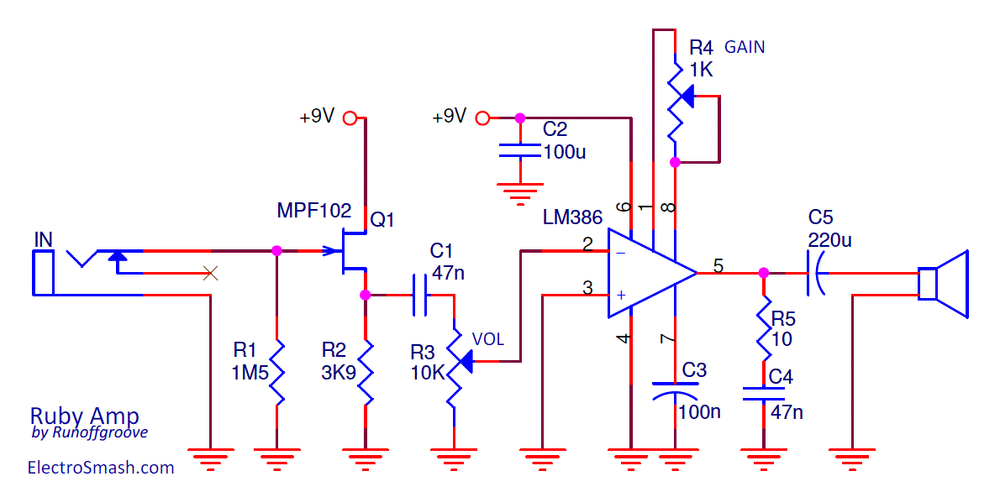 R4 GAIN
1K
+9V
+9V
C2
100u
6
1
8
MPF102
Q1
LM386
IN
C1
47n
2
−
3
+
5
C5
220u
VOL
R1
1M5
R2
3K9
R3
10K
4
7
C3
100n
R5
10
C4
47n
Ruby Amp
by Runoffgroove
ElectroSmash.com